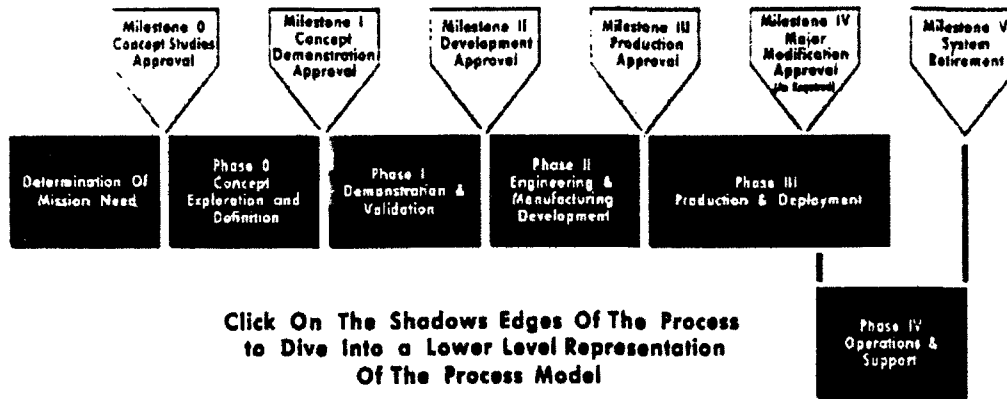 Milestone 0
Concept Studies
Approval
Milestone I
Concept
Demonstration
Approval
Milestone II
Development
Approval
Milestone III
Production
Approval
Milestone IV
Major
Modification
Approval
(As Required)
Milestone V
System
Retirement
Determination Of
Mission Need
Phase 0
Concept
Exploration and
Definition
Phase I
Demonstration &
Validation
Phase II
Engineering &
Manufacturing
Development
Phase III
Production & Deployment
Phase IV
Operations &
Support
Click On The Shadows Edges Of The Process
to Dive Into a Lower Level Representation
Of The Process Model